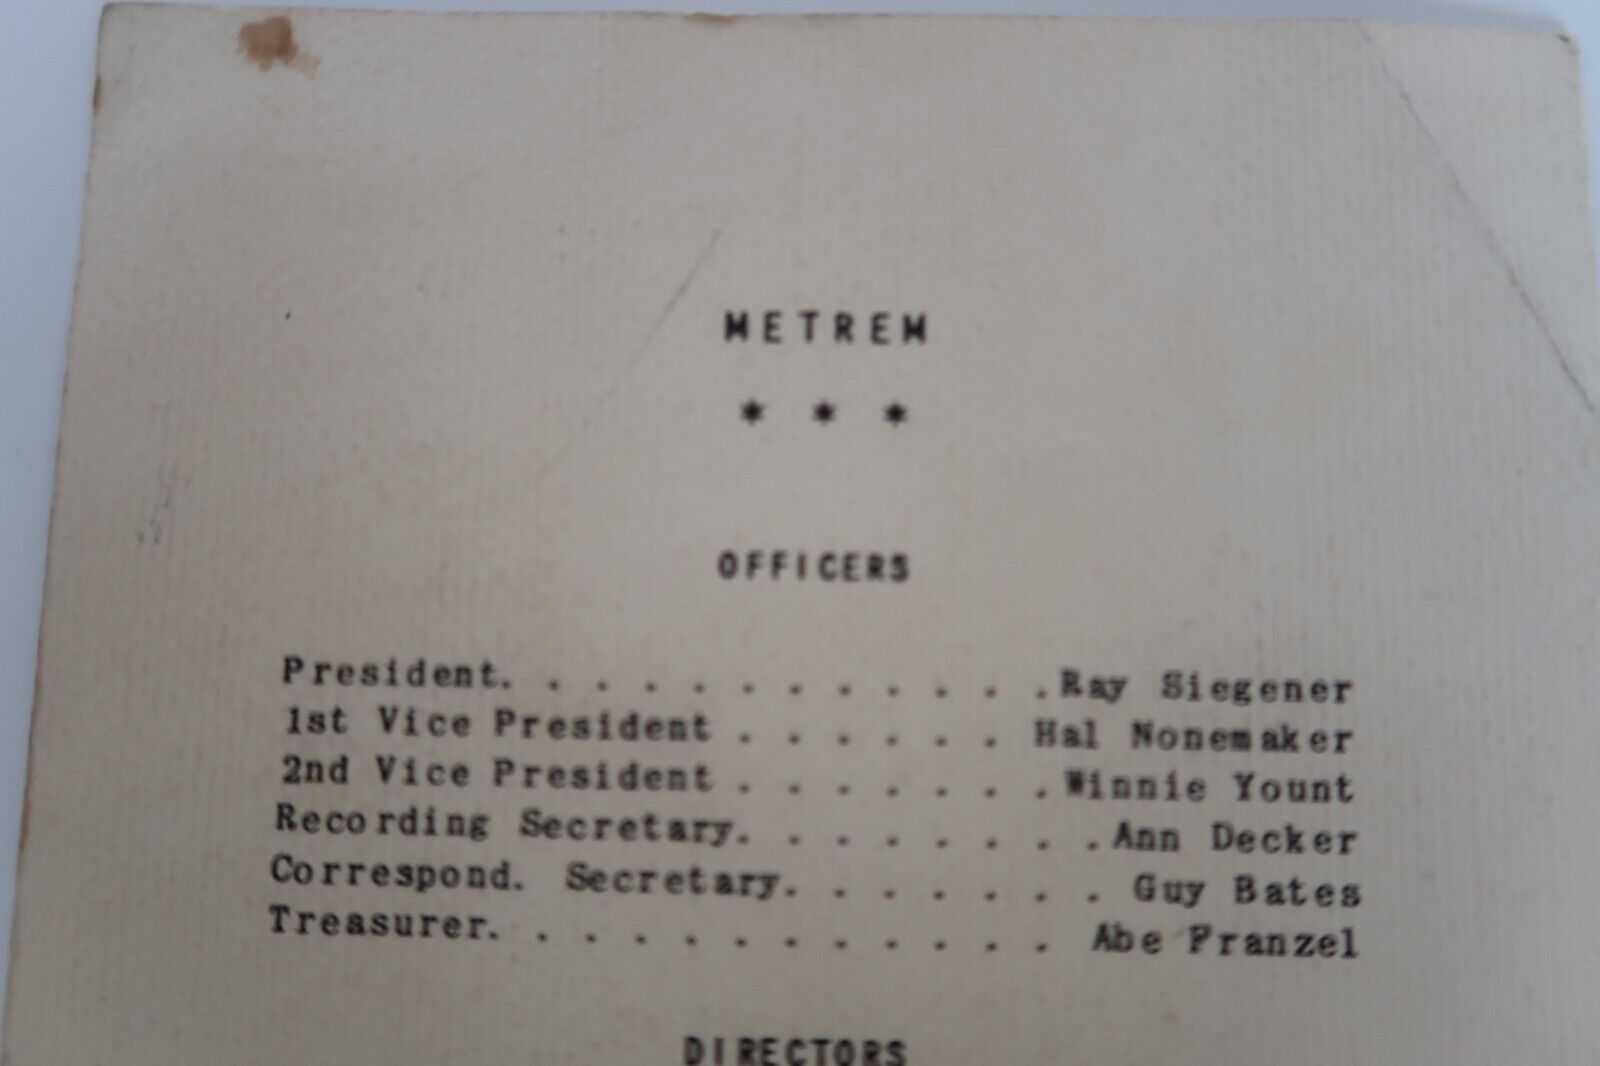 METREM
* * *
OFFICERS
President. . . . . . . . . . . .Ray Siegener
1st Vice President . . . . . . Hal Nonemaker
2nd Vice President . . . . . . .Winnie Yount
Recording Secretary. . . . . . . .Ann Decker
Correspond. Secretary. . . . . . . Guy Bates
Treasurer. . . . . . . . . . . . Abe Franzel
DIRECTORS